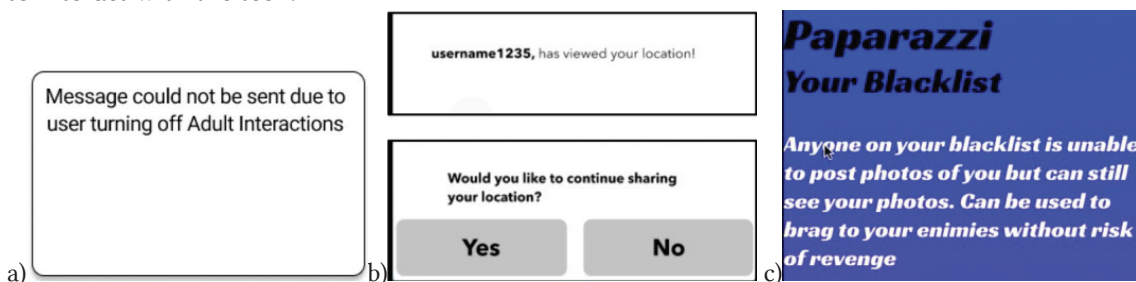 Message could not be sent due to
user turning off Adult Interactions
a)
username1235, has viewed your location!
Would you like to continue sharing
your location?
Yes No
b)
Paparazzi
Your Blacklist
Anyone on your blacklist is unable
to post photos of you but can still
see your photos. Can be used to
brag to your enimies without risk
of revenge
c)